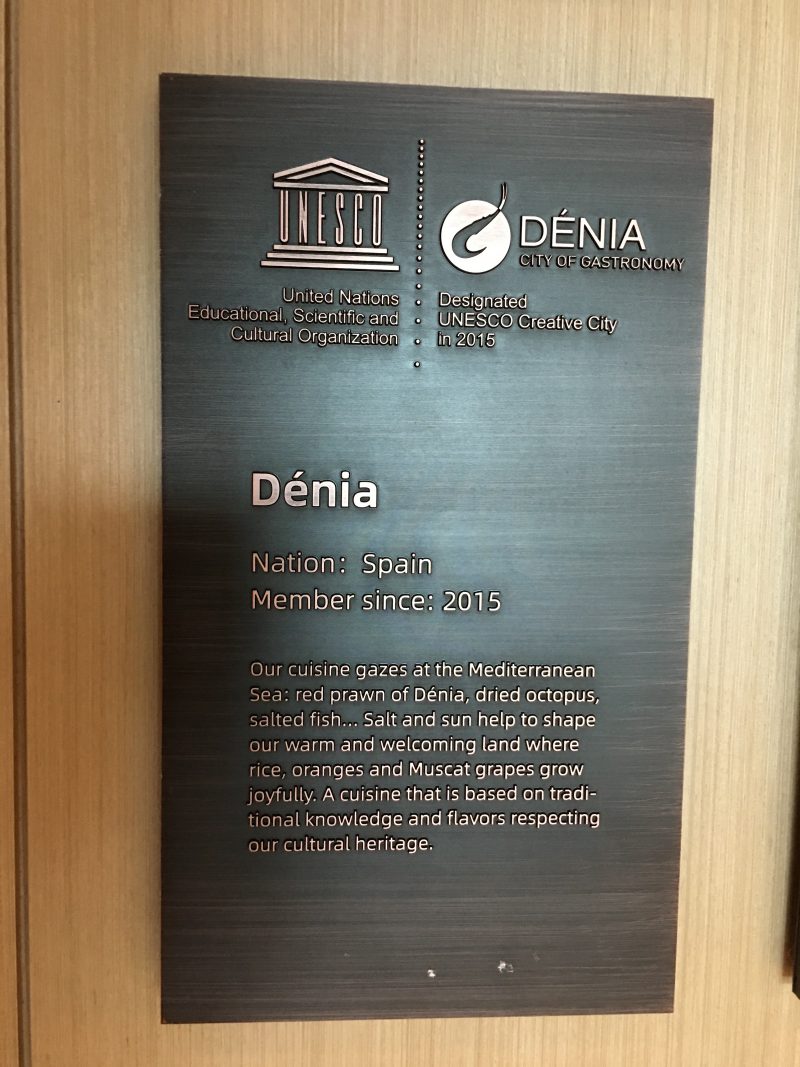 UNESCO
United Nations
Educational, Scientific and
Cultural Organization
DÉNIA
CITY OF GASTRONOMY
Designated
UNESCO Creative City
in 2015
Dénia
Nation: Spain
Member since: 2015
Our cuisine gazes at the Mediterranean
Sea: red prawn of Dénia, dried octopus,
salted fish... Salt and sun help to shape
our warm and welcoming land where
rice, oranges and Muscat grapes grow
joyfully. A cuisine that is based on tradi-
tional knowledge and flavors respecting
our cultural heritage.